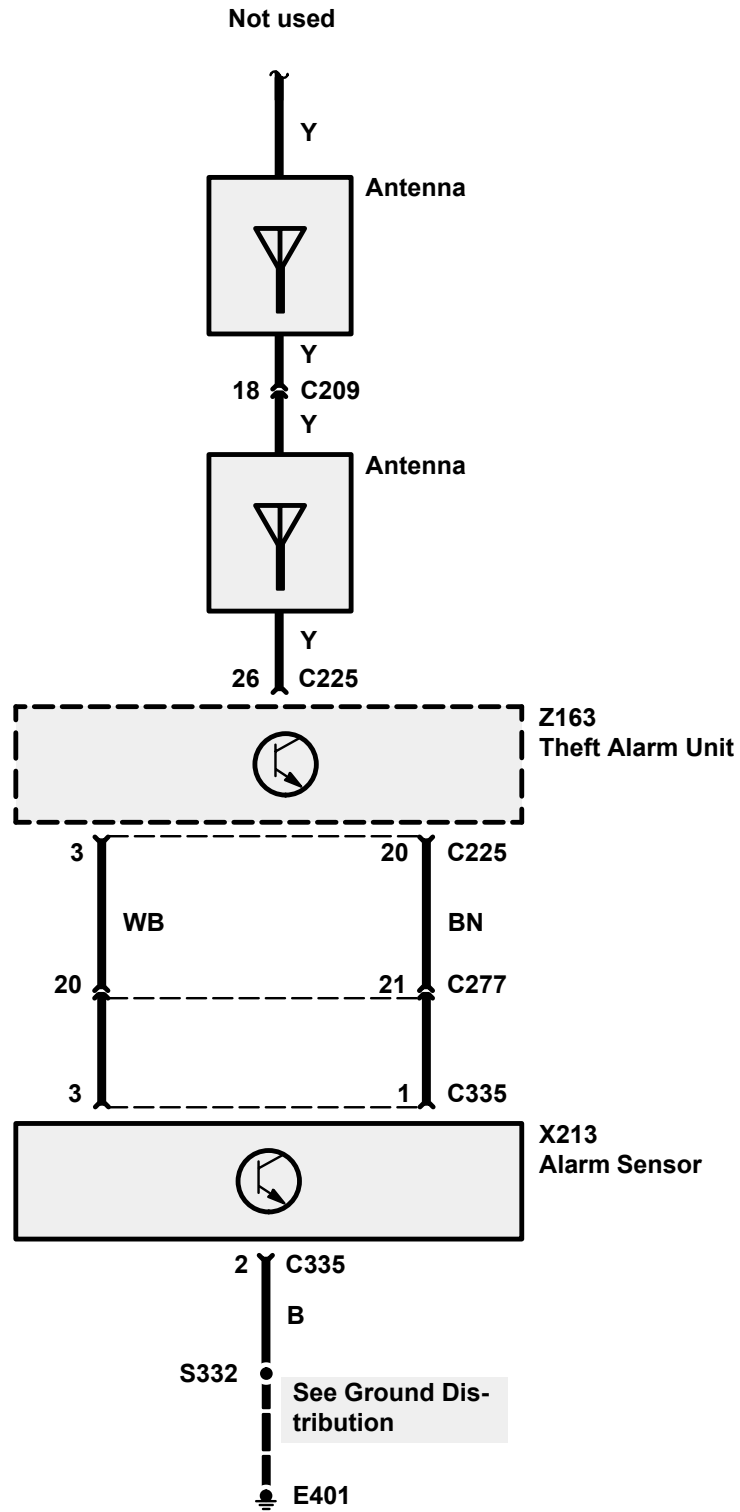 Not used
Y
Antenna
Y
18 C209
Y
Antenna
Y
26 C225
Z163
Theft Alarm Unit
3 20 C225
WB BN
20 21 C277
3 1 C335
X213
Alarm Sensor
2 C335
B
S332
See Ground Dis-
tribution
E401